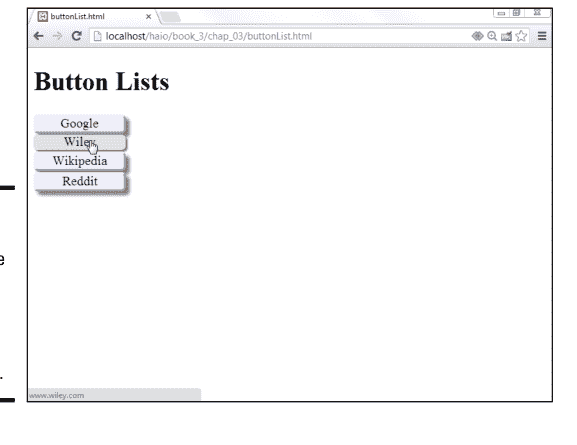 buttonList.html
localhost/haio/book_3/chap_03/buttonList.html
Button Lists
Google
Wiley
Wikipedia
Reddit
e
.
www.wiley.com